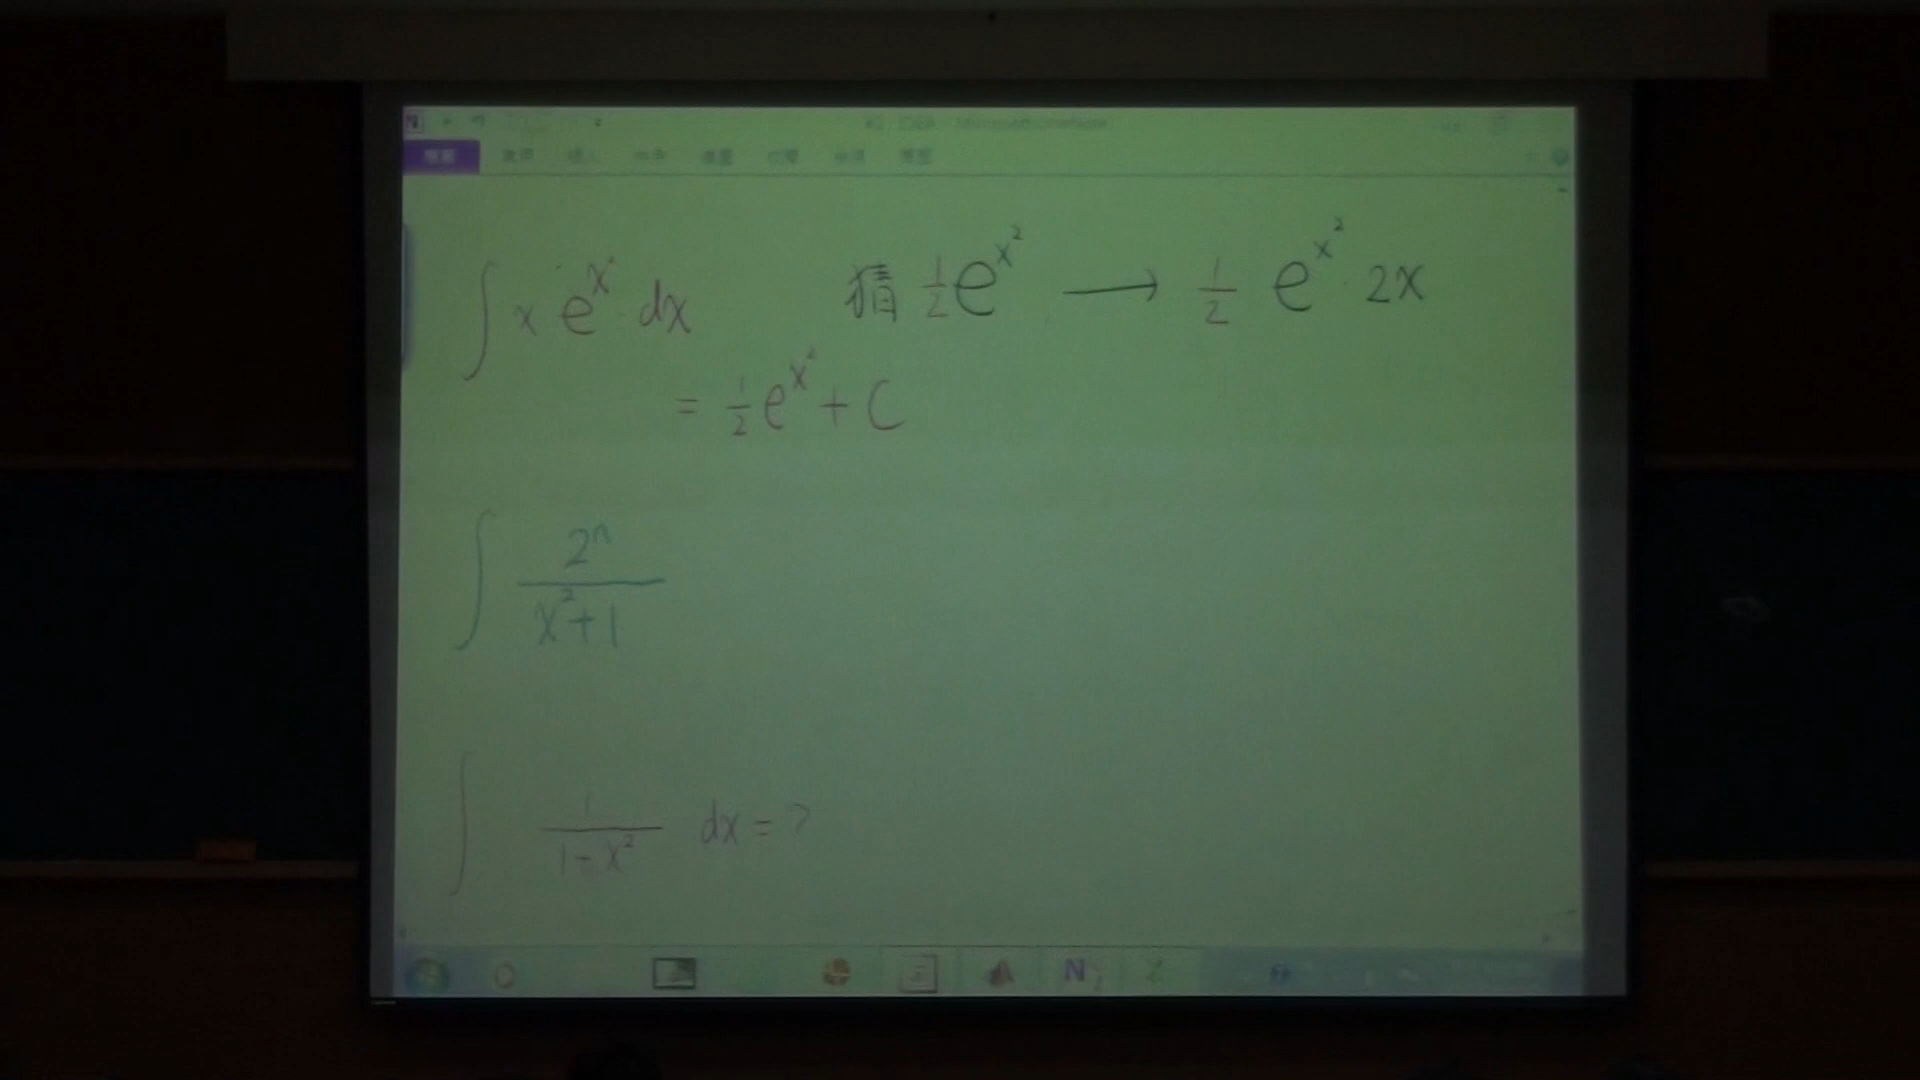 ∫ x e^{x²} dx 猜 ½ e^{x²} ⟶ ½ e^{x²} · 2x
= ½ e^{x²} + C
∫ 2^n / (x²+1)
∫ 1 / (1-x²) dx = ?